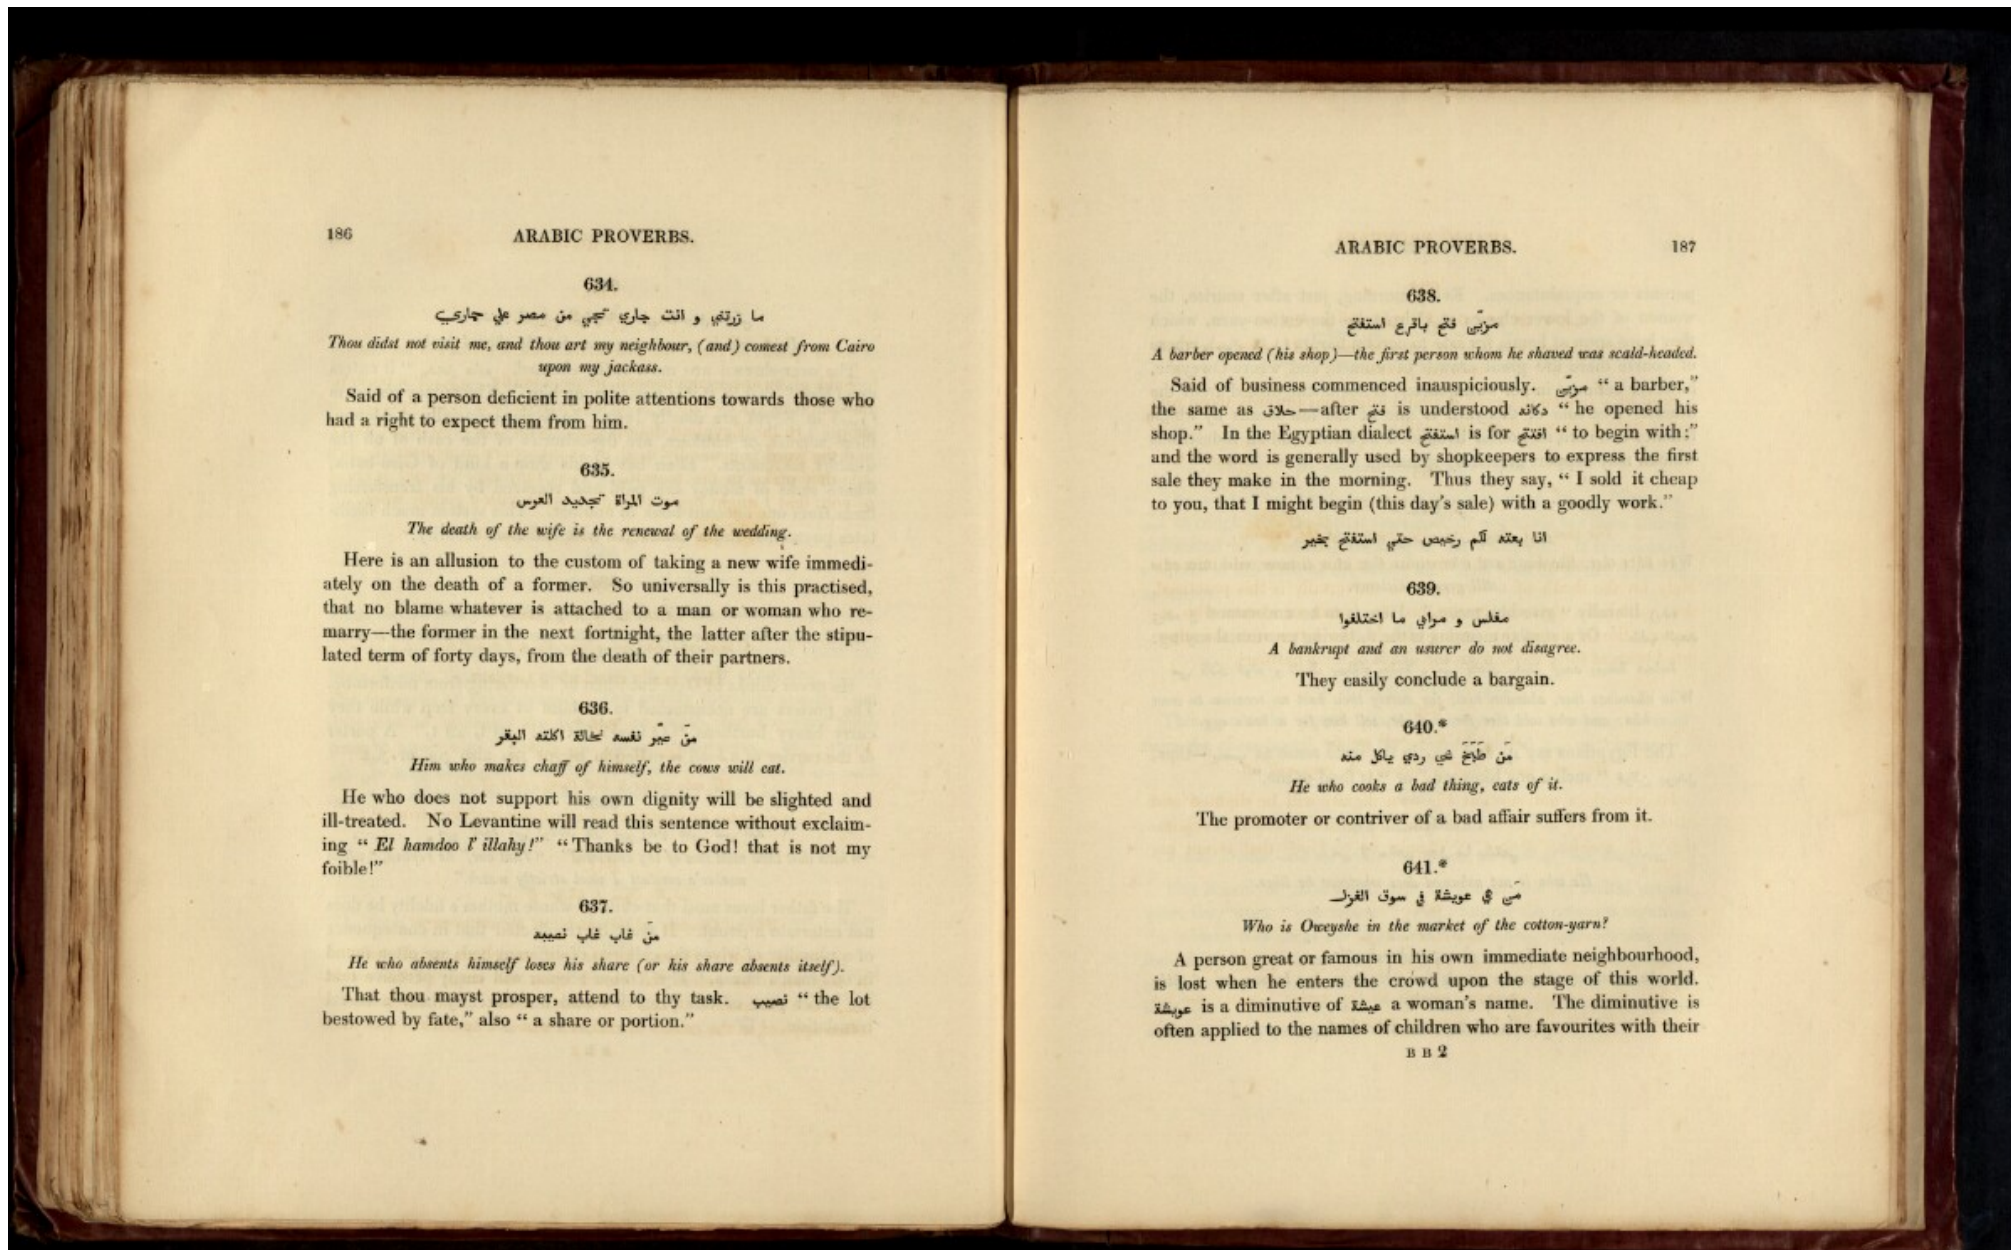 186
ARABIC PROVERBS.
634.
ما زرتني و انت جاري تجي من مصر علي حماري
Thou didst not visit me, and thou art my neighbour, (and) comest from Cairo
upon my jackass.
Said of a person deficient in polite attentions towards those who
had a right to expect them from him.
635.
موت المراة تجديد العرس
The death of the wife is the renewal of the wedding.
Here is an allusion to the custom of taking a new wife immedi-
ately on the death of a former. So universally is this practised,
that no blame whatever is attached to a man or woman who re-
marry—the former in the next fortnight, the latter after the stipu-
lated term of forty days, from the death of their partners.
636.
نفسه نخالة اكلته البقر
Him who makes chaff of himself, the cows will eat.
He who does not support his own dignity will be slighted and
ill-treated. No Levantine will read this sentence without exclaim-
ing “ El hamdoo l' illahy!” “ Thanks be to God! that is not my
foible!”
637.
مَن غاب غاب نصيبه
He who absents himself loses his share (or his share absents itself).
That thou mayst prosper, attend to thy task. نصيب “ the lot
bestowed by fate,” also “ a share or portion.”
ARABIC PROVERBS.
187
638.
مزيّن فتح باقرع استفتح
A barber opened (his shop)—the first person whom he shaved was scald-headed.
Said of business commenced inauspiciously. مزيّن “ a barber,”
the same as حلاق—after فتح is understood دكانه “ he opened his
shop.” In the Egyptian dialect استفتح is for افتتح “ to begin with;”
and the word is generally used by shopkeepers to express the first
sale they make in the morning. Thus they say, “ I sold it cheap
to you, that I might begin (this day's sale) with a goodly work.”
انا بعته لكم رخيص حتي استفتح بخير
639.
مفلس و مرابي ما اختلفوا
A bankrupt and an usurer do not disagree.
They easily conclude a bargain.
640.*
مَن طَبَخَ شي ردي ياكل منه
He who cooks a bad thing, eats of it.
The promoter or contriver of a bad affair suffers from it.
641.*
مَن هي عويشة في سوق الغزل
Who is Oweyshe in the market of the cotton-yarn?
A person great or famous in his own immediate neighbourhood,
is lost when he enters the crowd upon the stage of this world.
عويشة is a diminutive of عيشة a woman's name. The diminutive is
often applied to the names of children who are favourites with their
B B 2